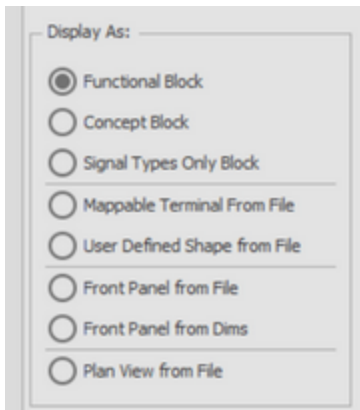 Display As:
Functional Block
Concept Block
Signal Types Only Block
Mappable Terminal From File
User Defined Shape from File
Front Panel from File
Front Panel from Dims
Plan View from File